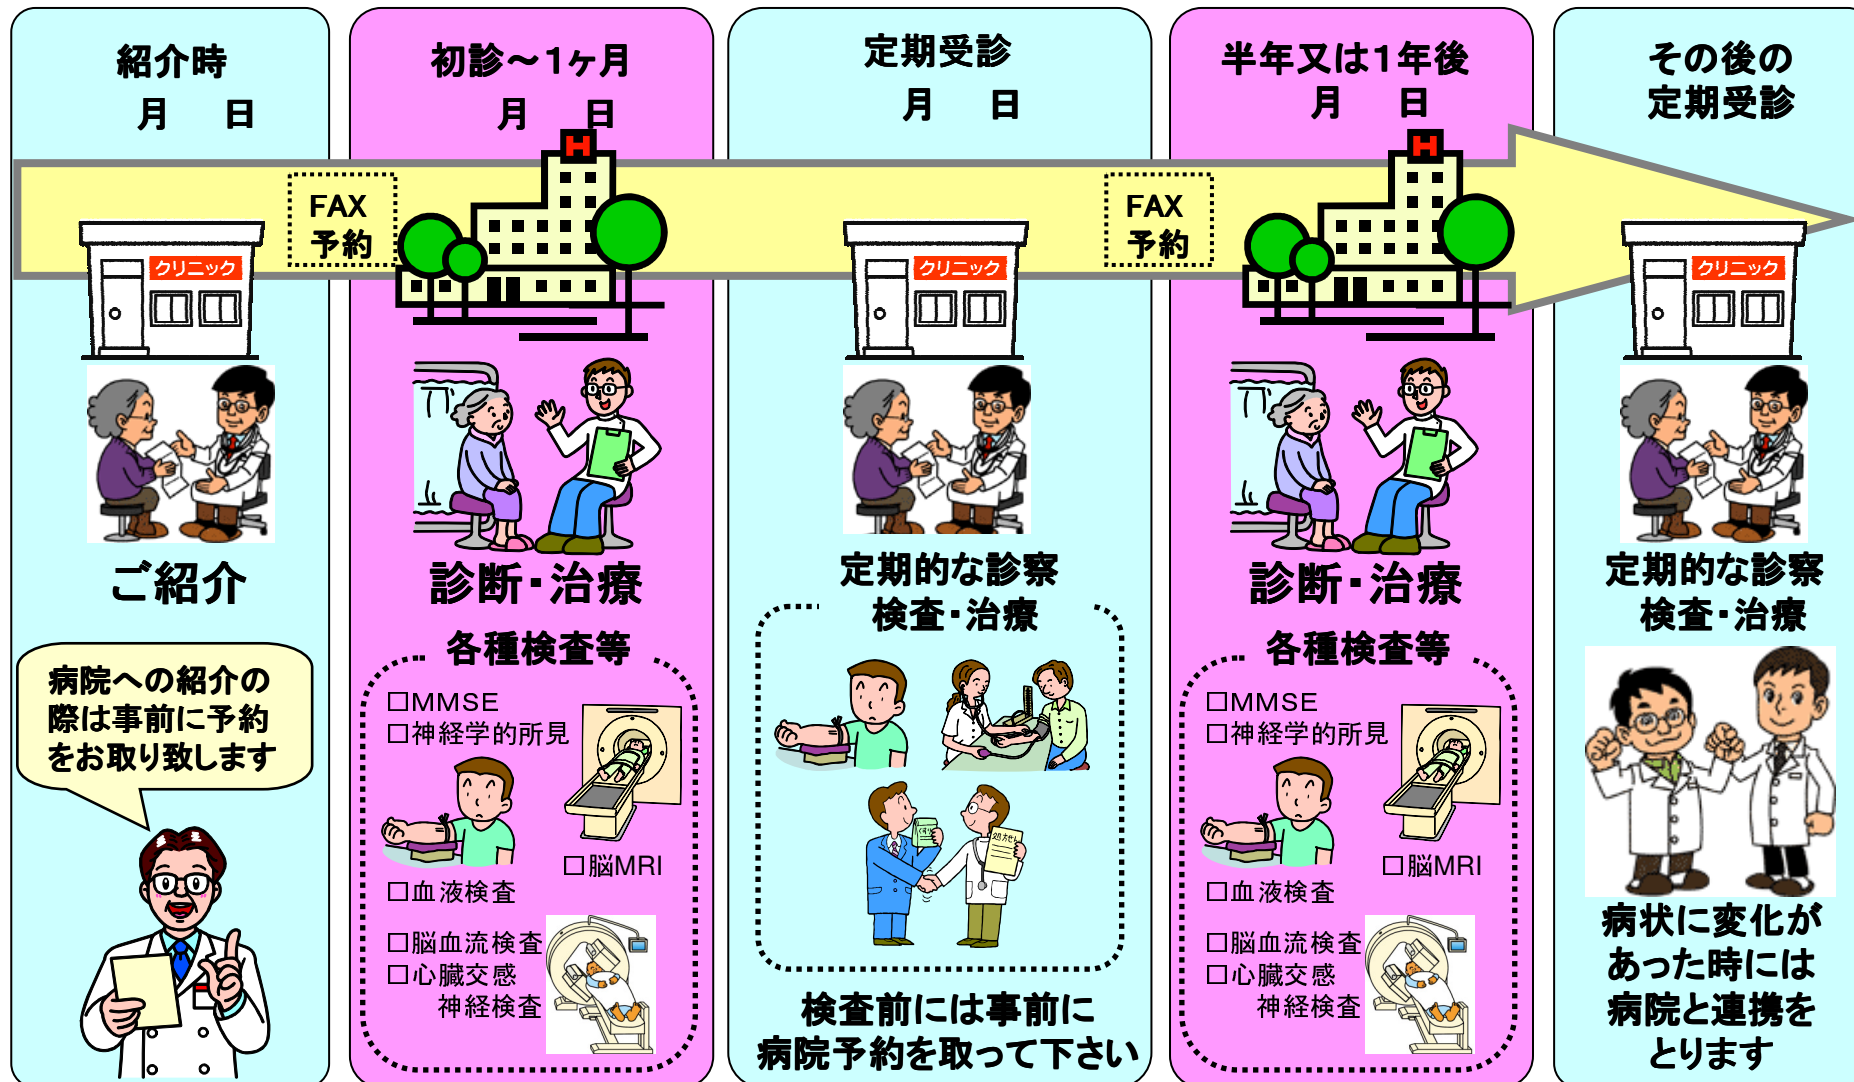 紹介時
月 日
クリニック
ご紹介
病院への紹介の
際は事前に予約
をお取り致します
FAX
予約
初診～1ヶ月
月 日
H
診断・治療
各種検査等
□MMSE
□神経学的所見
□脳MRI
□血液検査
□脳血流検査
□心臓交感
神経検査
定期受診
月 日
クリニック
定期的な診察
検査・治療
くすり
処方せん
検査前には事前に
病院予約を取って下さい
FAX
予約
半年又は1年後
月 日
H
診断・治療
各種検査等
□MMSE
□神経学的所見
□脳MRI
□血液検査
□脳血流検査
□心臓交感
神経検査
その後の
定期受診
クリニック
定期的な診察
検査・治療
病状に変化が
あった時には
病院と連携を
とります